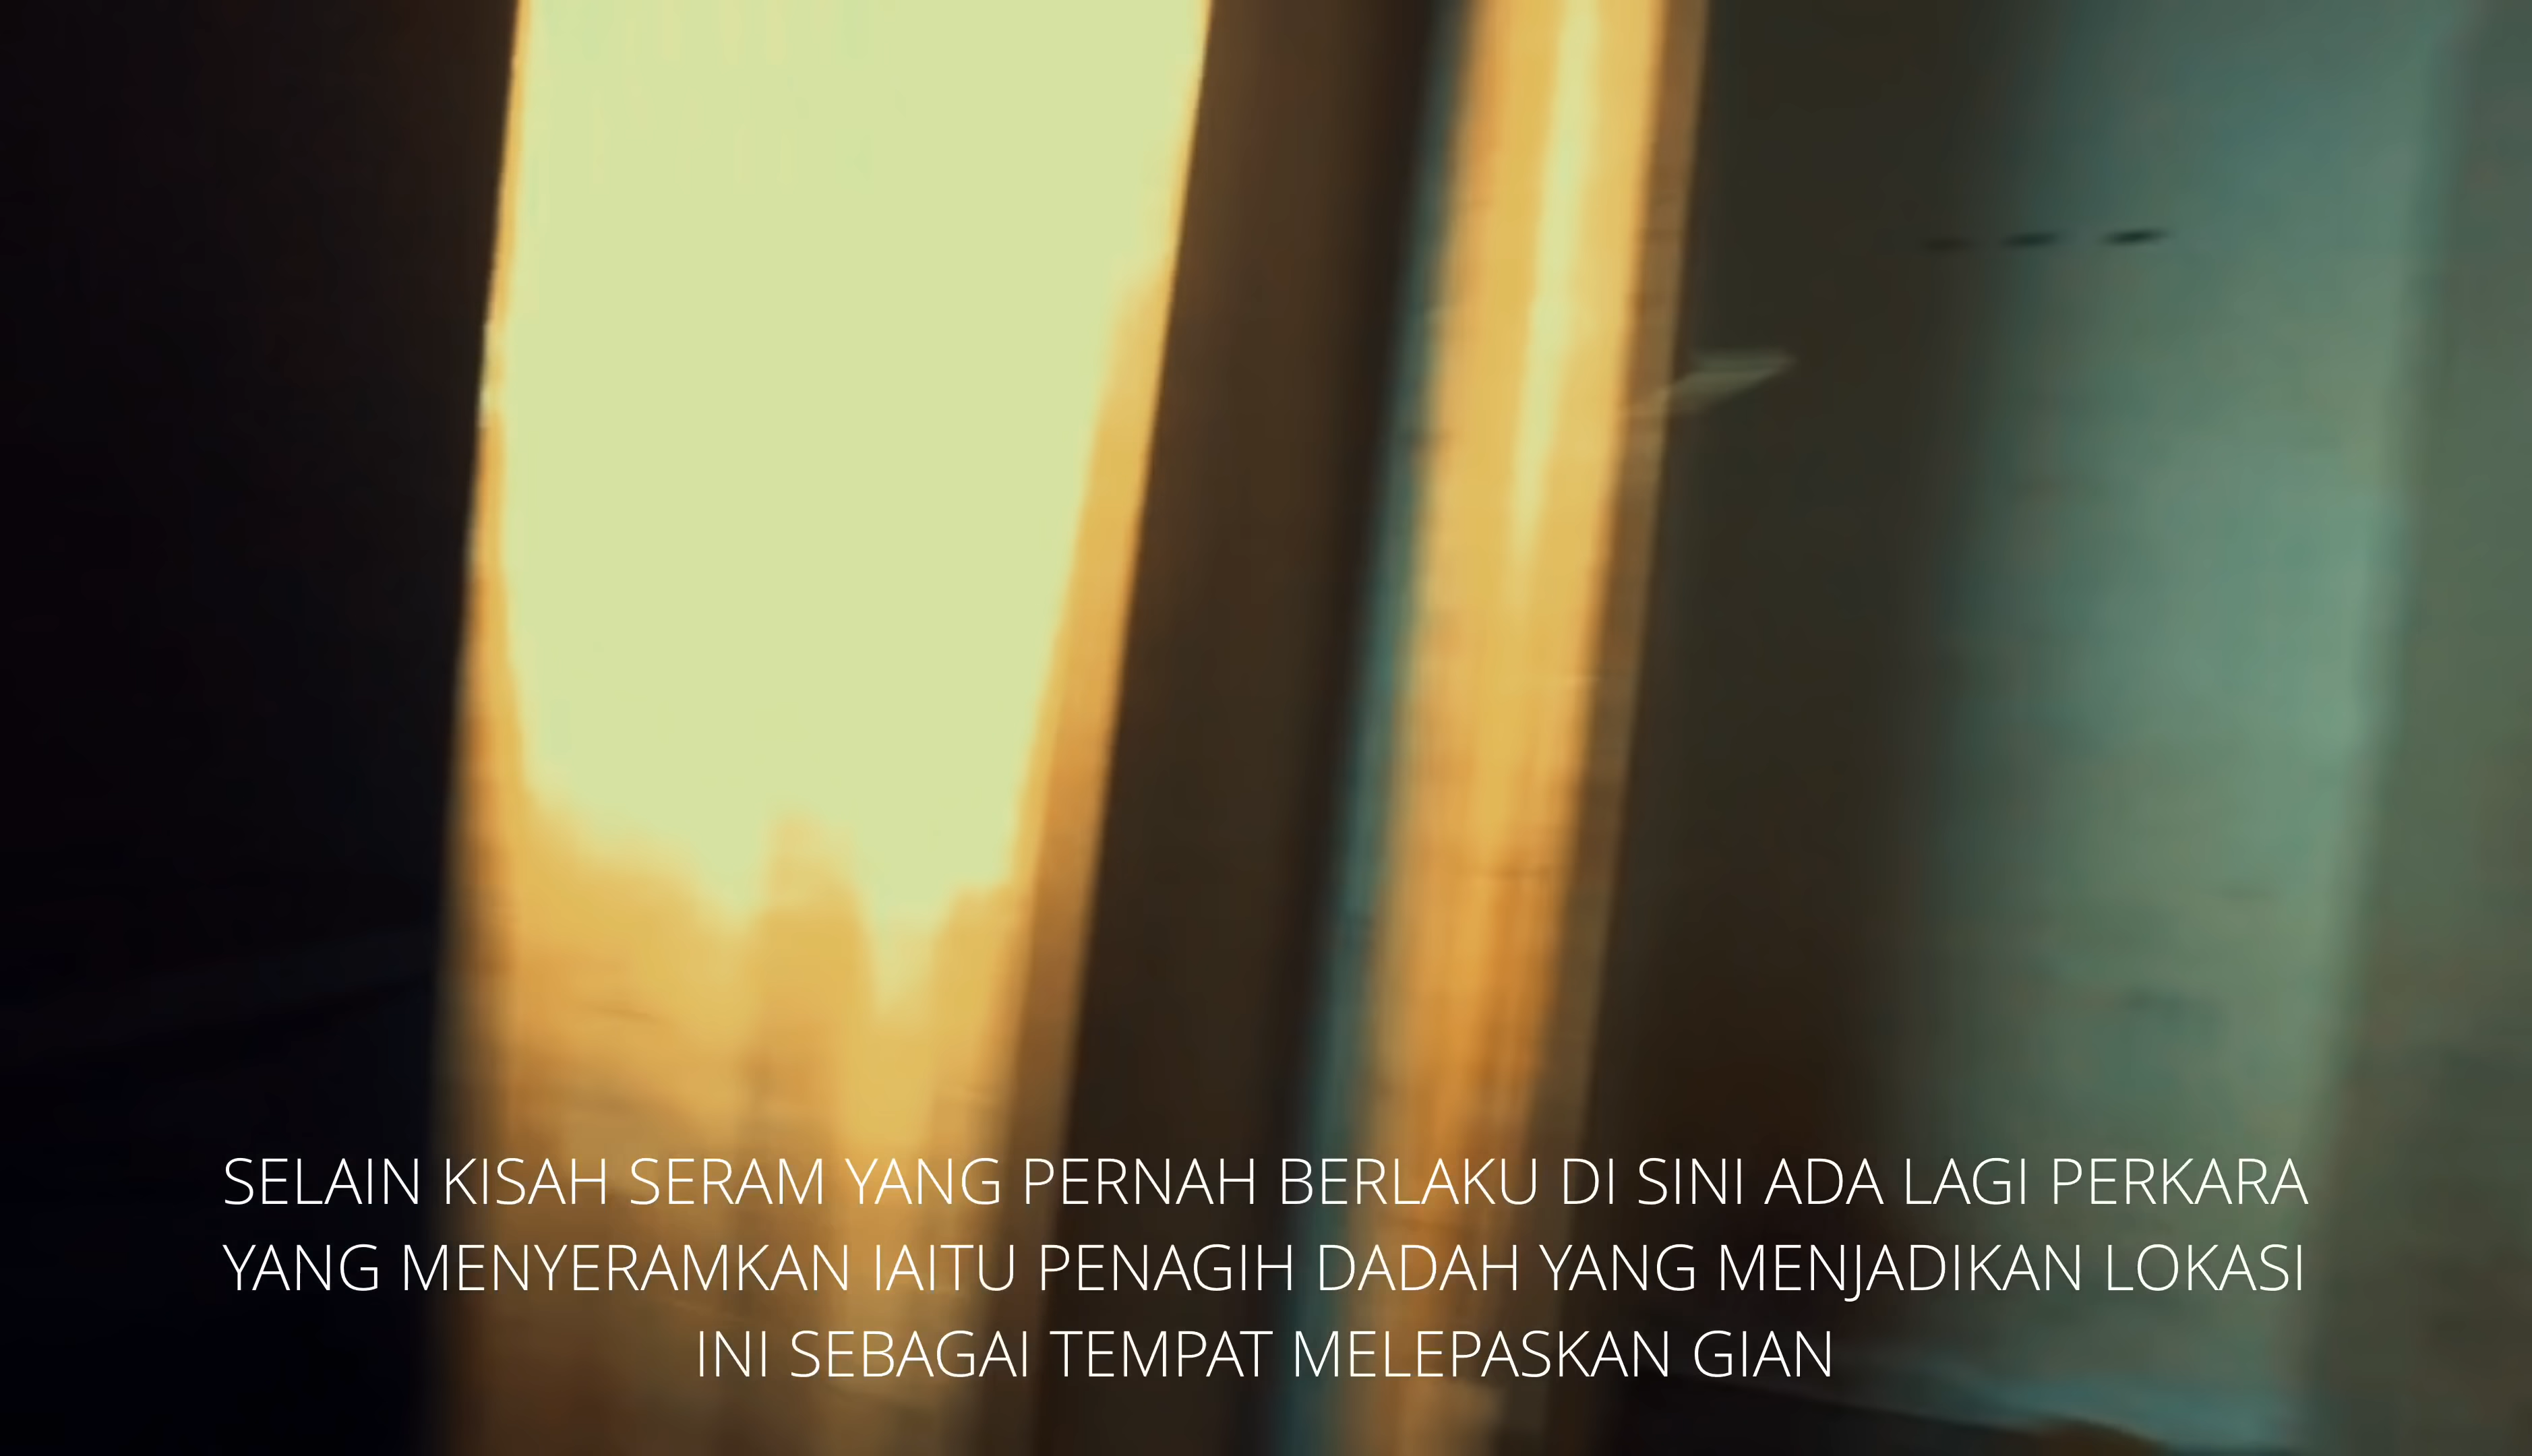 SELAIN KISAH SERAM YANG PERNAH BERLAKU DI SINI ADA LAGI PERKARA
YANG MENYERAMKAN IAITU PENAGIH DADAH YANG MENJADIKAN LOKASI
INI SEBAGAI TEMPAT MELEPASKAN GIAN